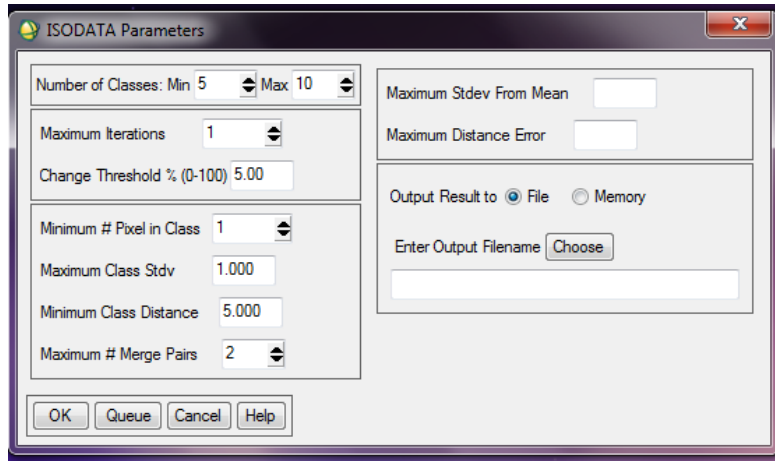 ISODATA Parameters
Number of Classes: Min 5 Max 10
Maximum Iterations 1
Change Threshold % (0-100) 5.00
Minimum # Pixel in Class 1
Maximum Class Stdv 1.000
Minimum Class Distance 5.000
Maximum # Merge Pairs 2
OK Queue Cancel Help
Maximum Stdev From Mean
Maximum Distance Error
Output Result to File Memory
Enter Output Filename Choose